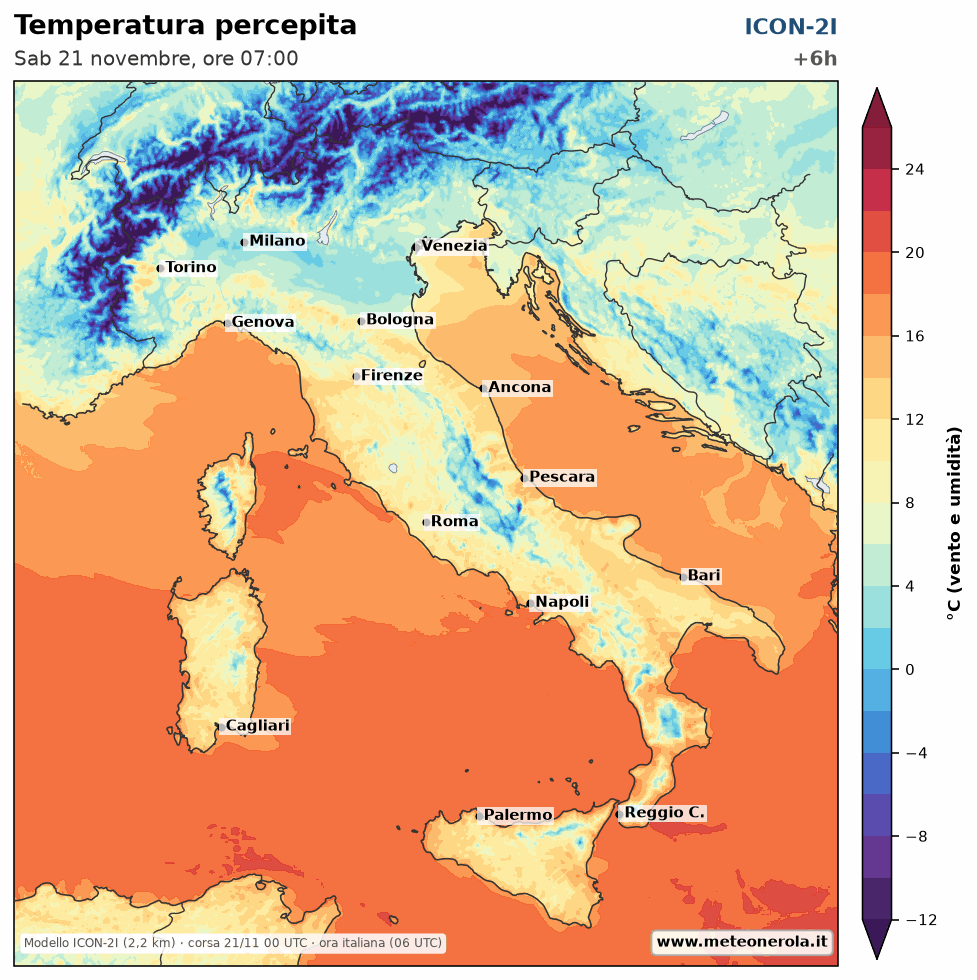 Temperatura percepita
ICON-2I
Sab 21 novembre, ore 07:00
+6h
Milano
Venezia
Torino
Genova
Bologna
Firenze
Ancona
Pescara
Roma
Bari
Napoli
Cagliari
Palermo
Reggio C.
24
20
16
12
8
4
0
−4
−8
−12
°C (vento e umidità)
Modello ICON-2I (2,2 km) · corsa 21/11 00 UTC · ora italiana (06 UTC)
www.meteonerola.it